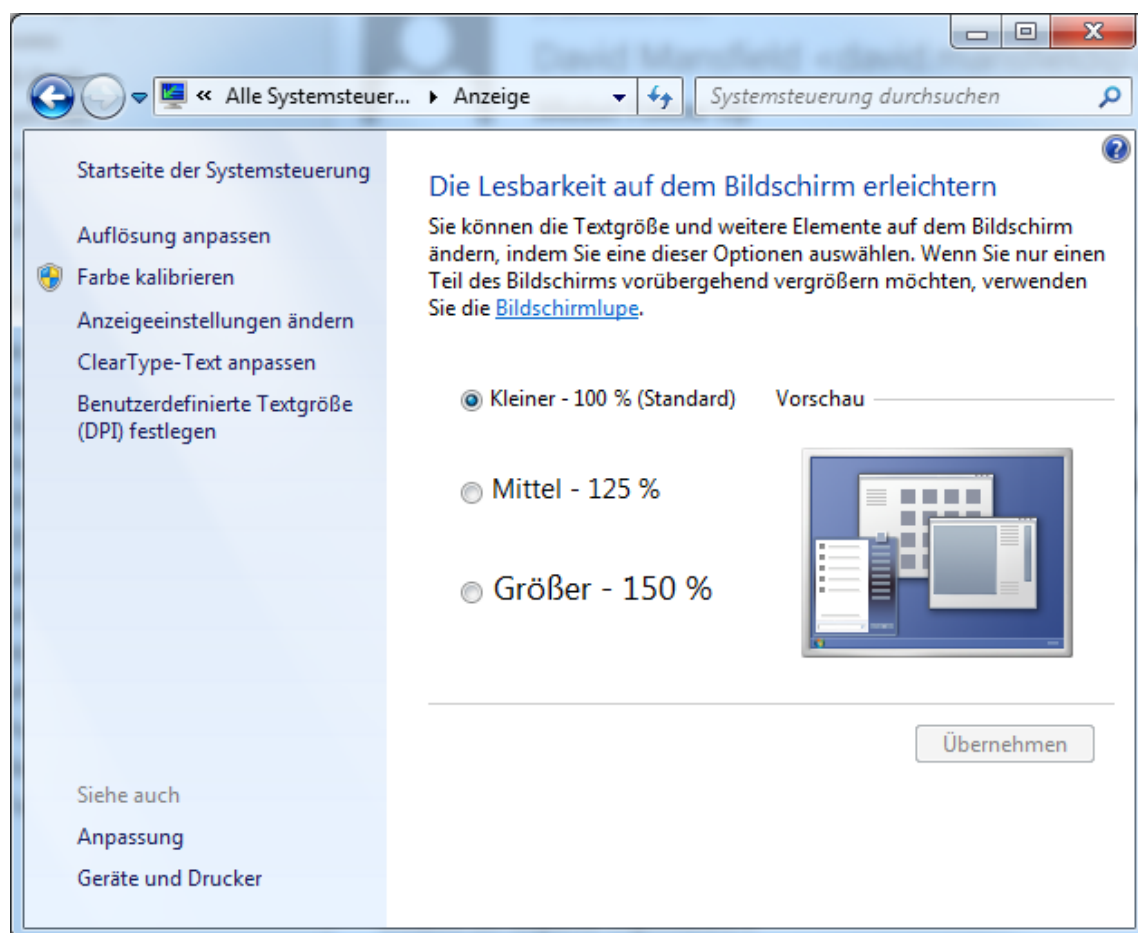 David Mansfield
« Alle Systemsteuer... ▸ Anzeige
Systemsteuerung durchsuchen
Startseite der Systemsteuerung
Auflösung anpassen
Farbe kalibrieren
Anzeigeeinstellungen ändern
ClearType-Text anpassen
Benutzerdefinierte Textgröße
(DPI) festlegen
Siehe auch
Anpassung
Geräte und Drucker
Die Lesbarkeit auf dem Bildschirm erleichtern
Sie können die Textgröße und weitere Elemente auf dem Bildschirm
ändern, indem Sie eine dieser Optionen auswählen. Wenn Sie nur einen
Teil des Bildschirms vorübergehend vergrößern möchten, verwenden
Sie die Bildschirmlupe.
Kleiner - 100 % (Standard)
Vorschau
Mittel - 125 %
Größer - 150 %
Übernehmen